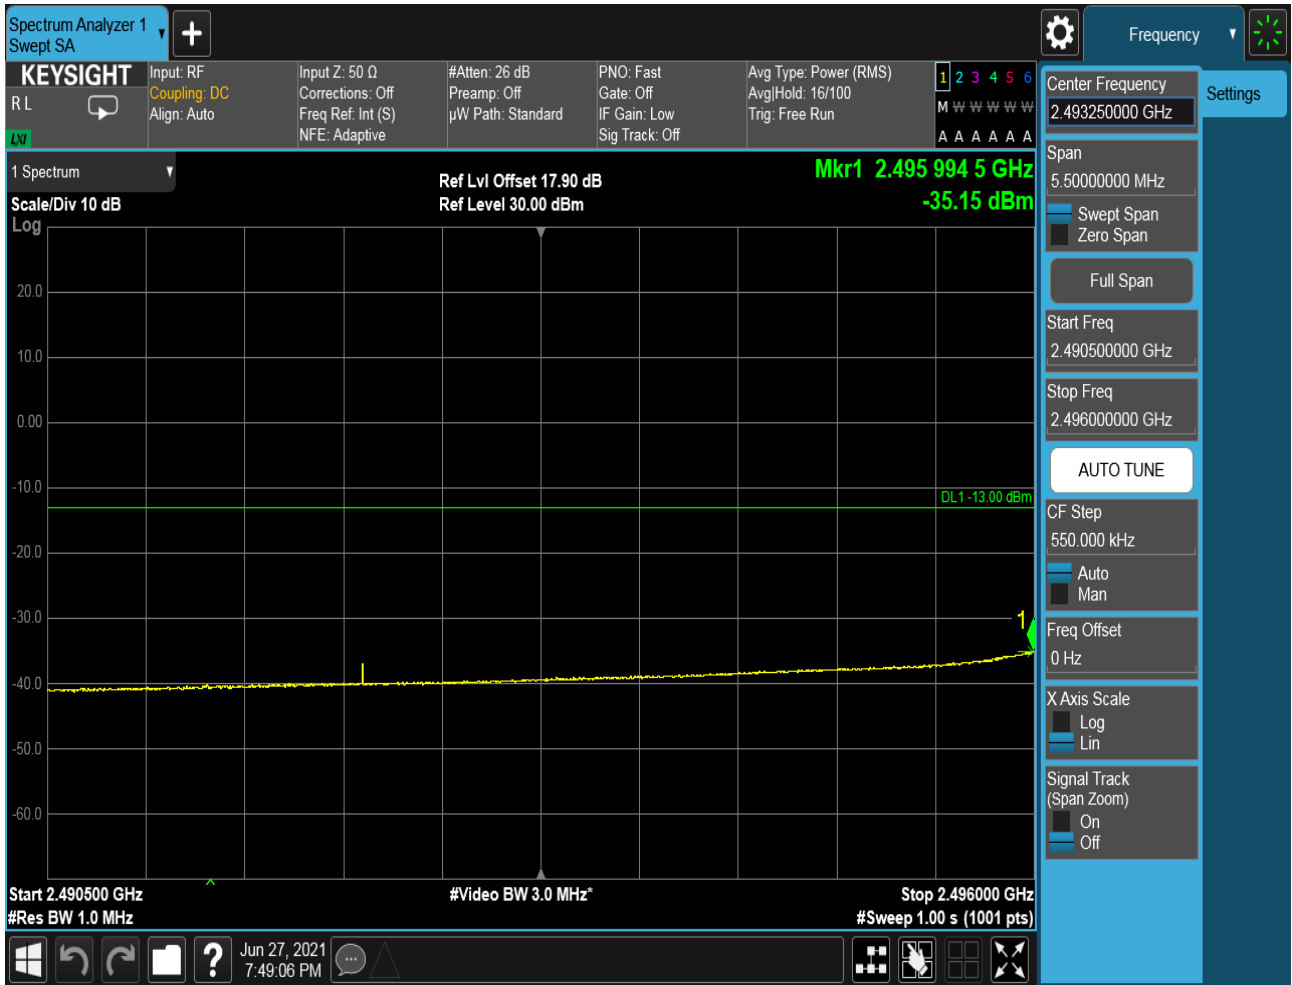 Spectrum Analyzer 1
Swept SA
Frequency
KEYSIGHT
R L
LXI
Input: RF
Coupling: DC
Align: Auto
Input Z: 50 Ω
Corrections: Off
Freq Ref: Int (S)
NFE: Adaptive
#Atten: 26 dB
Preamp: Off
µW Path: Standard
PNO: Fast
Gate: Off
IF Gain: Low
Sig Track: Off
Avg Type: Power (RMS)
Avg|Hold: 16/100
Trig: Free Run
1 2 3 4 5 6
M W W W W W
A A A A A A
1 Spectrum
Scale/Div 10 dB
Log
Ref Lvl Offset 17.90 dB
Ref Level 30.00 dBm
Mkr1 2.495 994 5 GHz
-35.15 dBm
20.0
10.0
0.00
-10.0
DL1 -13.00 dBm
-20.0
-30.0
1
-40.0
-50.0
-60.0
Start 2.490500 GHz
#Res BW 1.0 MHz
#Video BW 3.0 MHz*
Stop 2.496000 GHz
#Sweep 1.00 s (1001 pts)
Jun 27, 2021
7:49:06 PM
Center Frequency
2.493250000 GHz
Settings
Span
5.50000000 MHz
Swept Span
Zero Span
Full Span
Start Freq
2.490500000 GHz
Stop Freq
2.496000000 GHz
AUTO TUNE
CF Step
550.000 kHz
Auto
Man
Freq Offset
0 Hz
X Axis Scale
Log
Lin
Signal Track
(Span Zoom)
On
Off